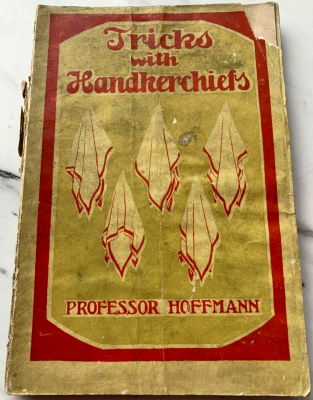 Tricks
with
Handkerchiefs
PROFESSOR HOFFMANN